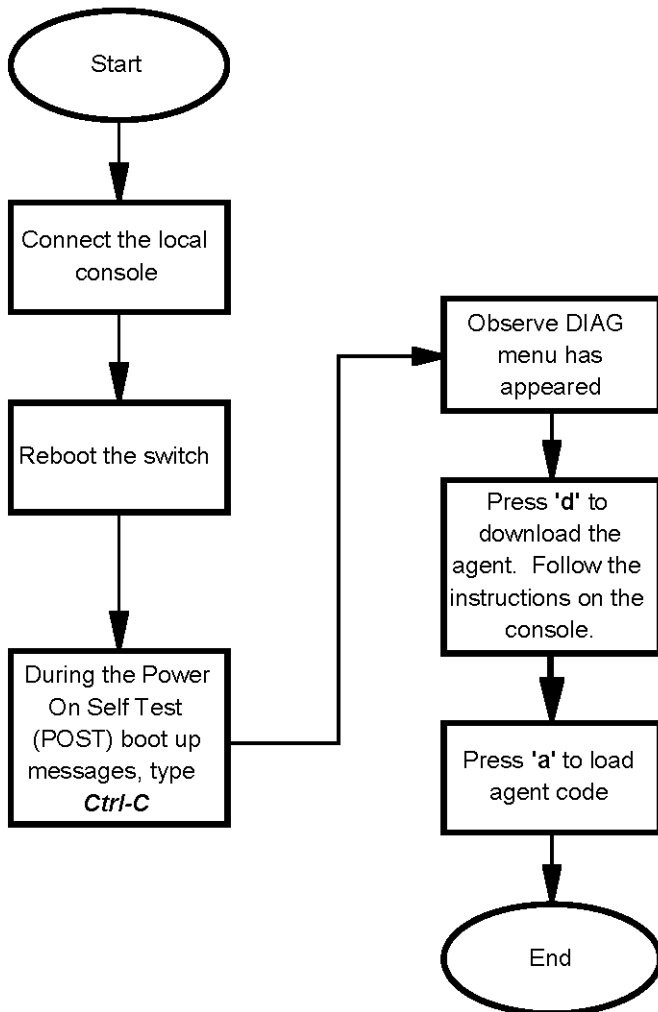 Start
Connect the local
console
Reboot the switch
During the Power
On Self Test
(POST) boot up
messages, type
Ctrl-C
Observe DIAG
menu has
appeared
Press 'd' to
download the
agent.  Follow the
instructions on the
console.
Press 'a' to load
agent code
End